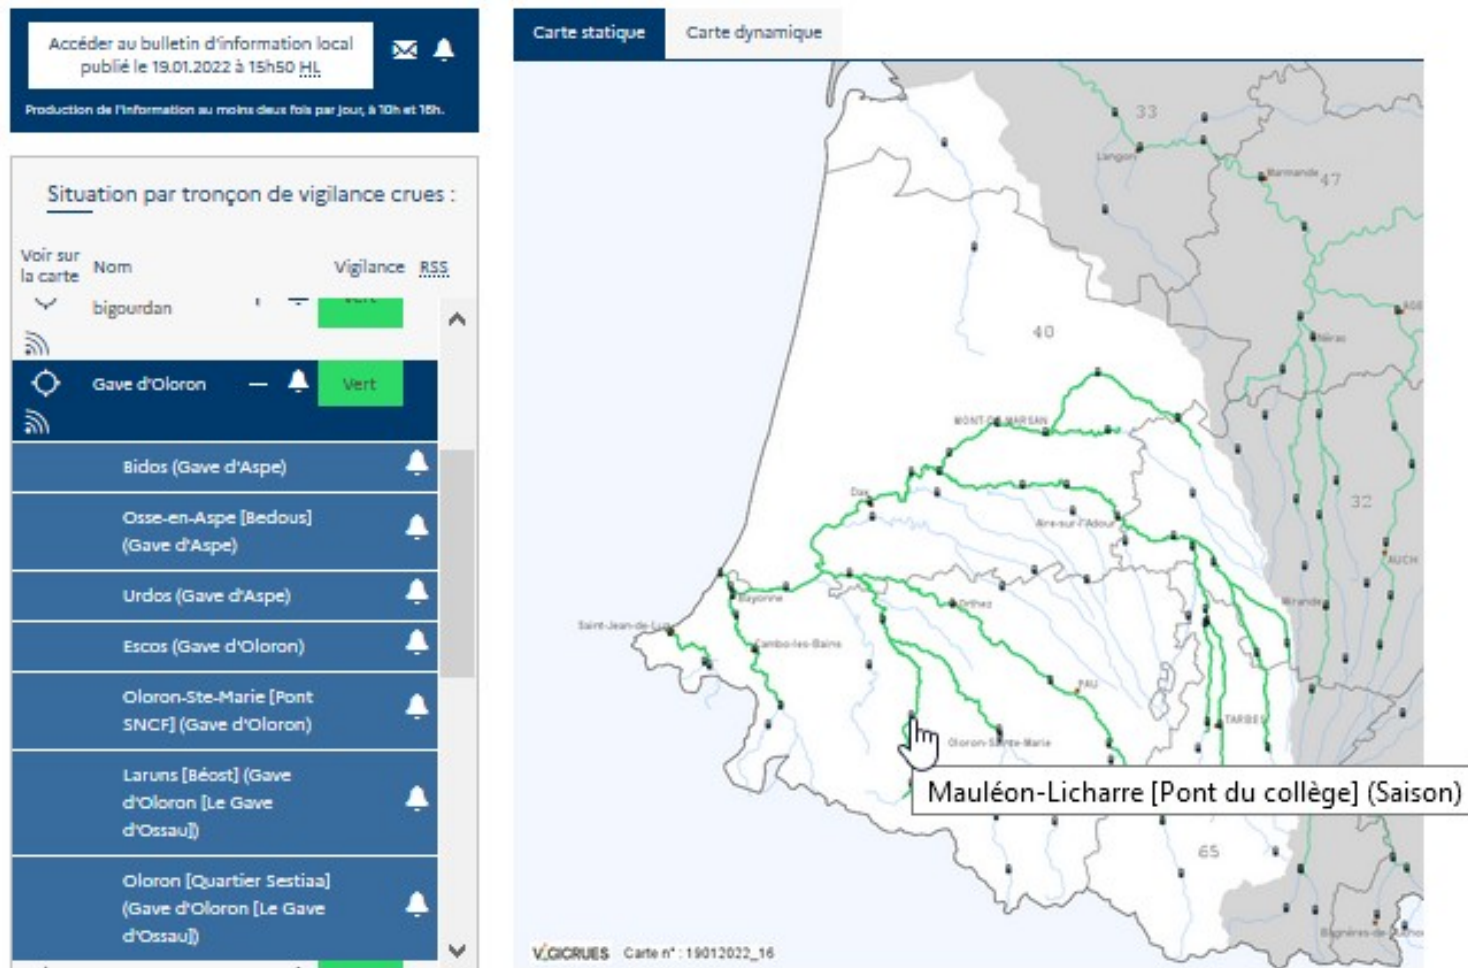 Accéder au bulletin d'information local
publié le 19.01.2022 à 15h50 HL
Production de l'information au moins deux fois par jour, à 10h et 16h.
Situation par tronçon de vigilance crues :
Voir sur
la carte
Nom
Vigilance
RSS
bigourdan
Vert
Gave d'Oloron
Vert
Bidos (Gave d'Aspe)
Osse-en-Aspe [Bedous]
(Gave d'Aspe)
Urdos (Gave d'Aspe)
Escos (Gave d'Oloron)
Oloron-Ste-Marie [Pont
SNCF] (Gave d'Oloron)
Laruns [Béost] (Gave
d'Oloron [Le Gave
d'Ossau])
Oloron [Quartier Sestiaa]
(Gave d'Oloron [Le Gave
d'Ossau])
Carte statique
Carte dynamique
33
Langon
Marmande
47
AGE
Nérac
40
MONT-DE-MARSAN
Dax
Aire-sur-l'Adour
32
AUCH
Mirande
Bayonne
Orthez
Saint-Jean-de-Luz
Cambo-les-Bains
PAU
TARBES
Oloron-Sainte-Marie
Mauléon-Licharre [Pont du collège] (Saison)
65
VIGICRUES Carte n° : 19012022_16